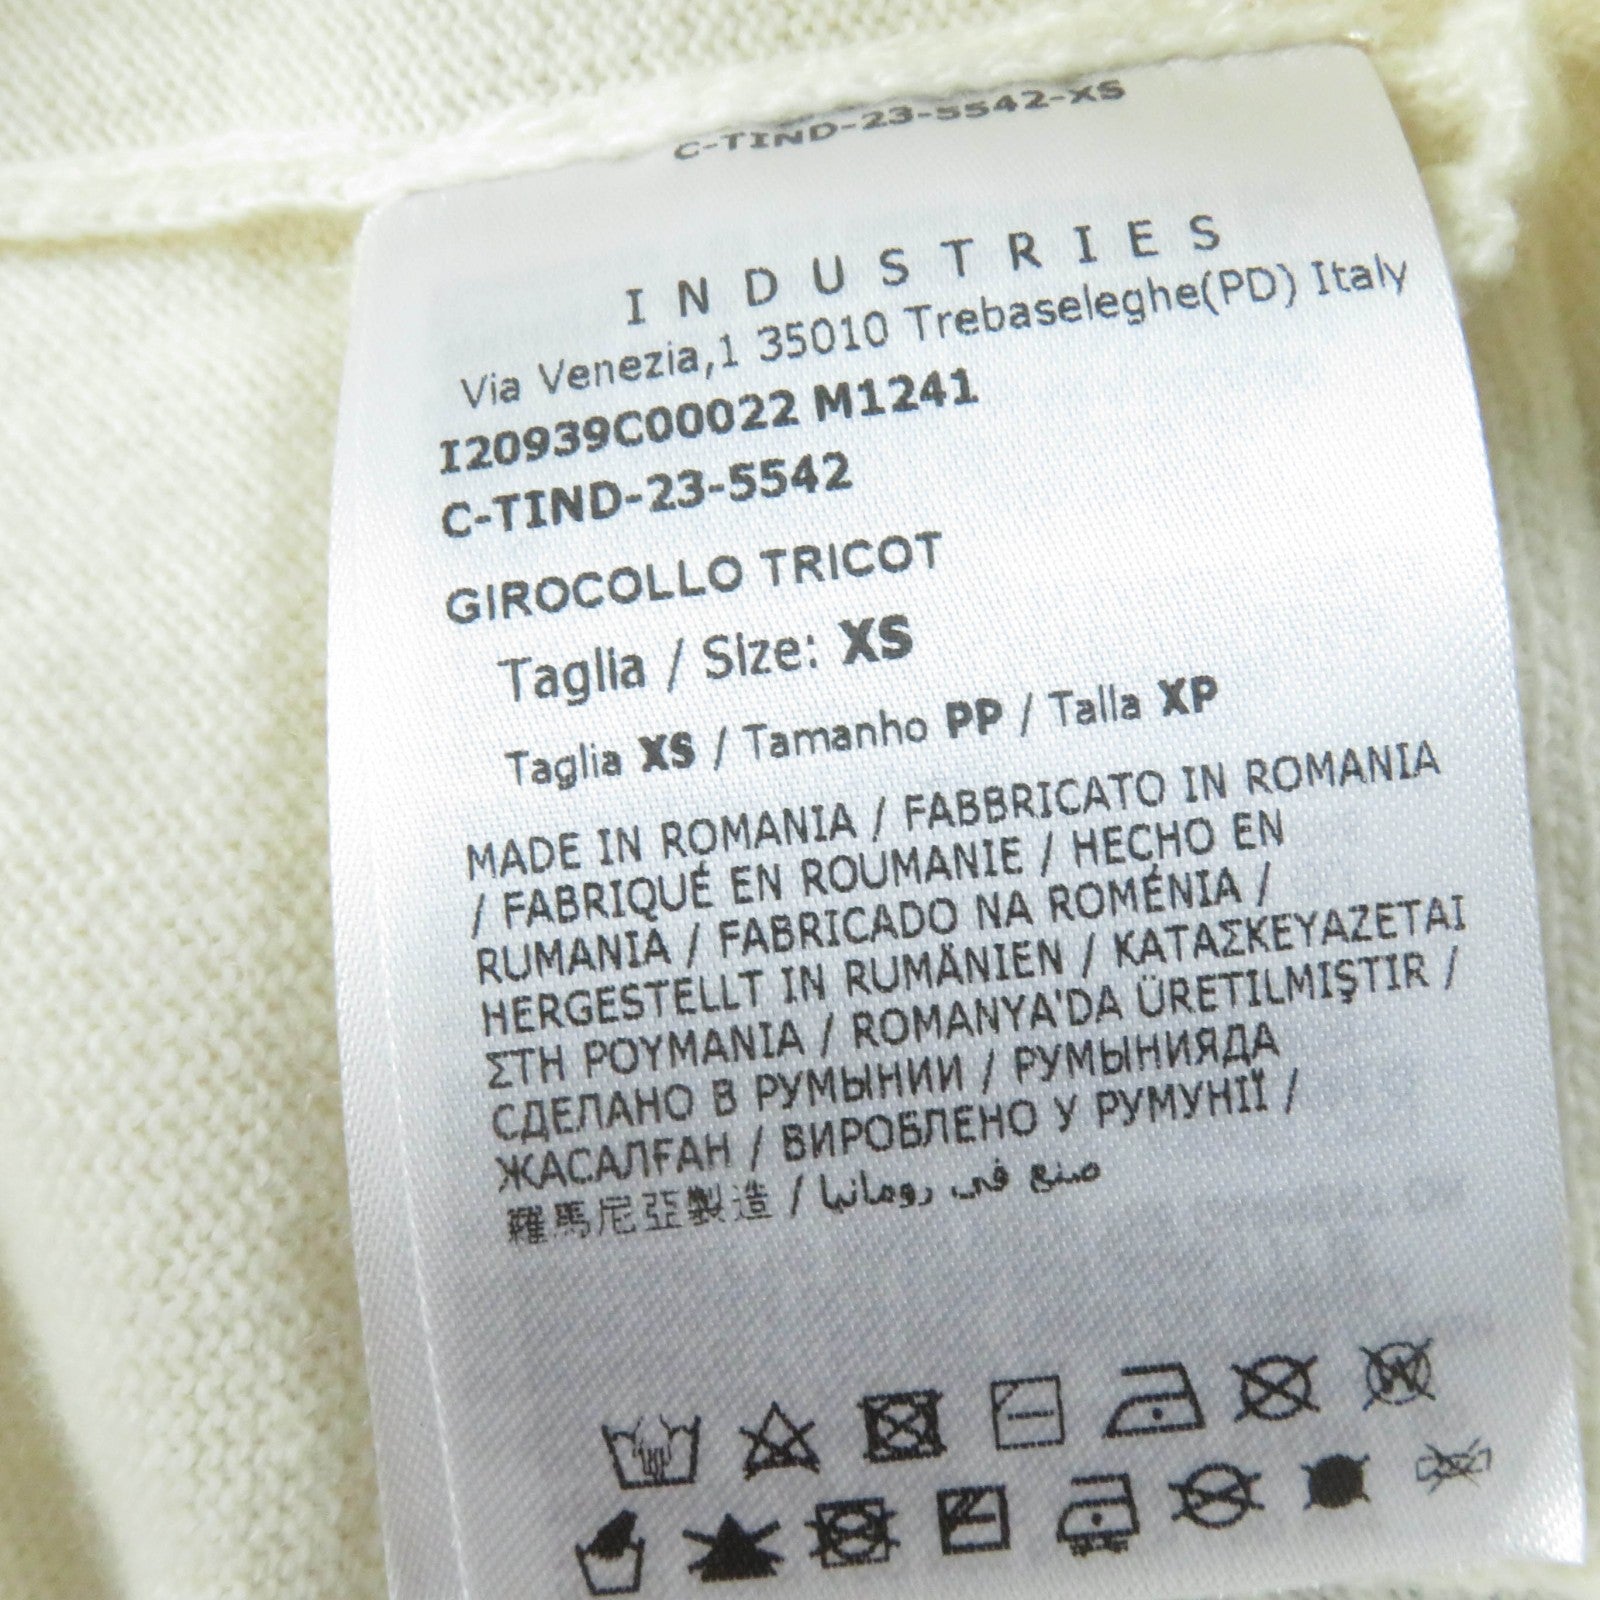 C-TIND-23-5542-XS
INDUSTRIES
Via Venezia,1 35010 Trebaseleghe(PD) Italy
I20939C00022 M1241
C-TIND-23-5542
GIROCOLLO TRICOT
Taglia / Size: XS
Taglia XS / Tamanho PP / Talla XP
MADE IN ROMANIA / FABBRICATO IN ROMANIA
/ FABRIQUÉ EN ROUMANIE / HECHO EN
RUMANIA / FABRICADO NA ROMÉNIA /
HERGESTELLT IN RUMÄNIEN / ΚΑΤΑΣΚΕΥΑΖΕΤΑΙ
ΣΤΗ ΡΟΥΜΑΝΙΑ / ROMANYA'DA ÜRETILMIŞTIR /
СДЕЛАНО В РУМЫНИИ / РУМЫНИЯДА
ЖАСАЛҒАН / ВИРОБЛЕНО У РУМУНІЇ /
羅馬尼亞製造 / صنع في رومانيا